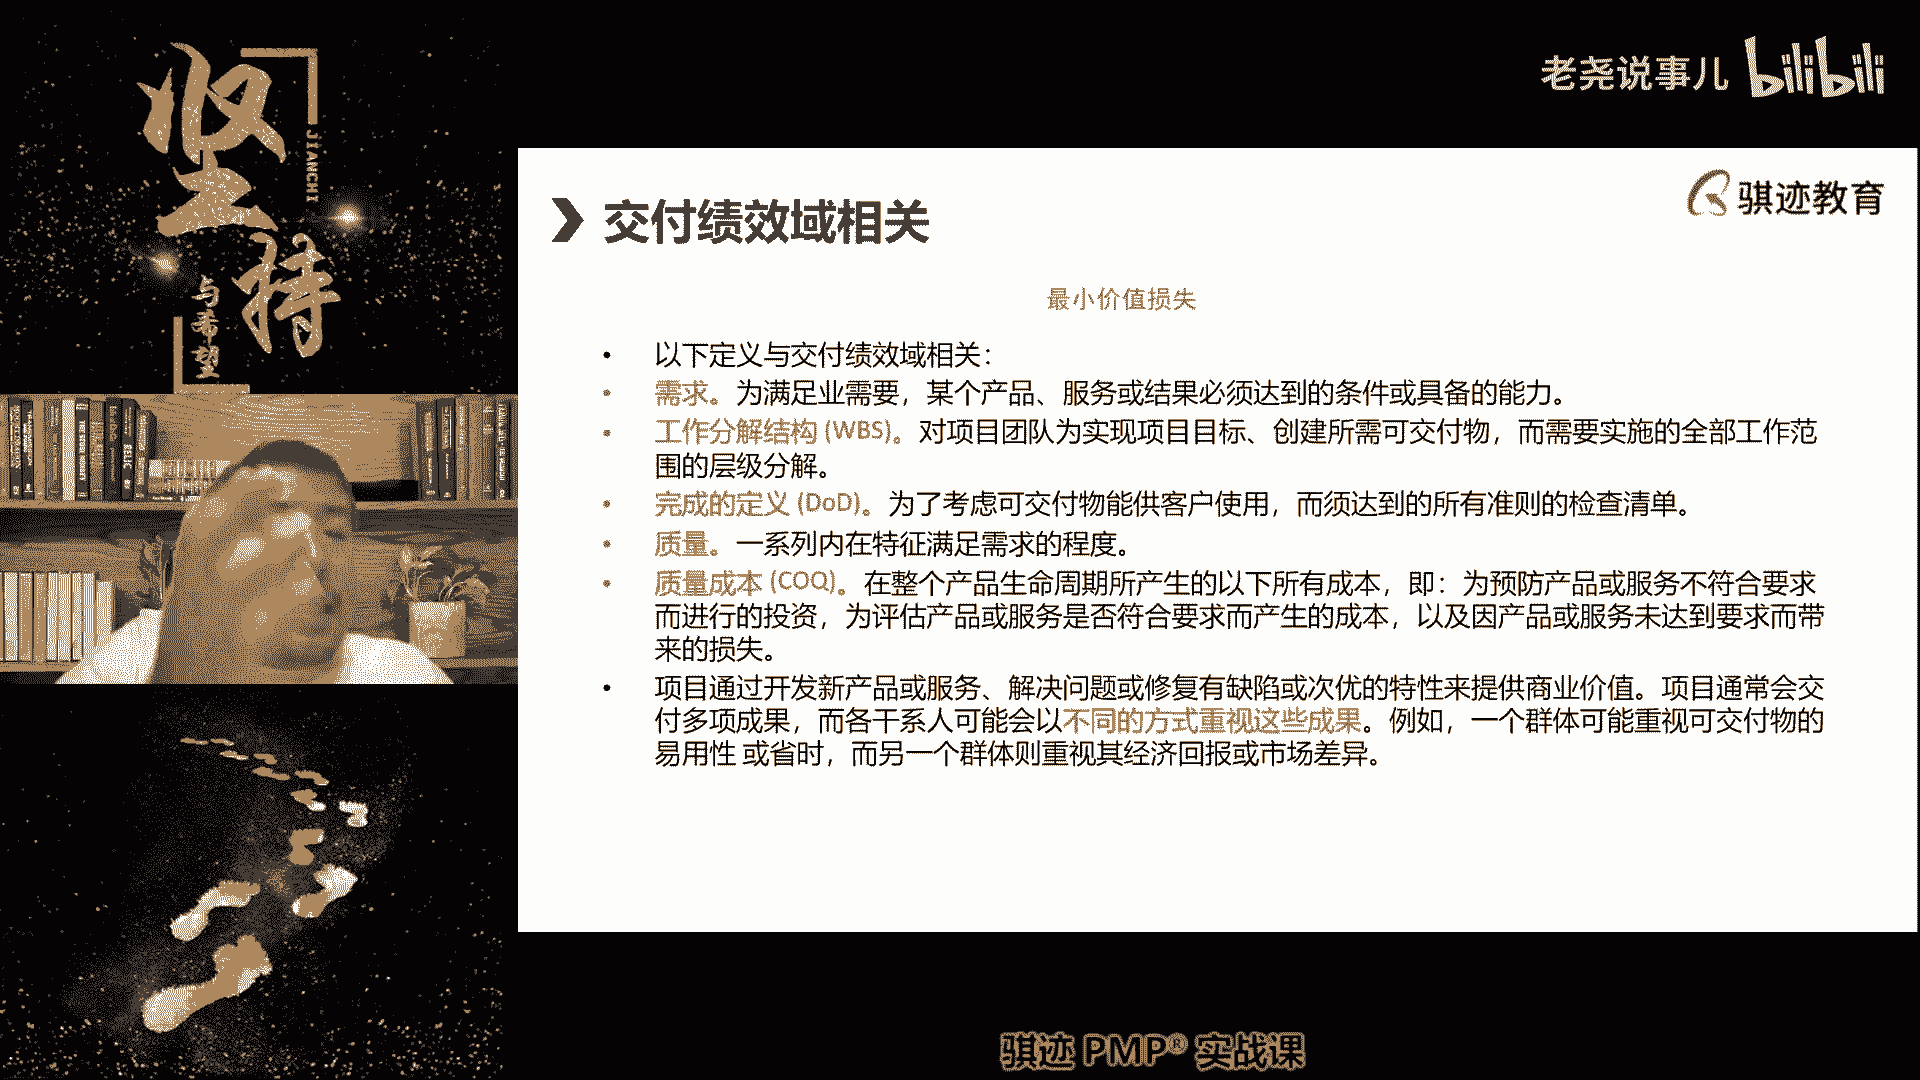 坚持
JIANCHI
与希望
老尧说事儿 bilibili
骐迹教育
交付绩效域相关
最小价值损失
• 以下定义与交付绩效域相关：
• 需求。为满足业需要，某个产品、服务或结果必须达到的条件或具备的能力。
• 工作分解结构 (WBS)。对项目团队为实现项目目标、创建所需可交付物，而需要实施的全部工作范
围的层级分解。
• 完成的定义 (DoD)。为了考虑可交付物能供客户使用，而须达到的所有准则的检查清单。
• 质量。一系列内在特征满足需求的程度。
• 质量成本 (COQ)。在整个产品生命周期所产生的以下所有成本，即：为预防产品或服务不符合要求
而进行的投资，为评估产品或服务是否符合要求而产生的成本，以及因产品或服务未达到要求而带
来的损失。
• 项目通过开发新产品或服务、解决问题或修复有缺陷或次优的特性来提供商业价值。项目通常会交
付多项成果，而各干系人可能会以不同的方式重视这些成果。例如，一个群体可能重视可交付物的
易用性 或省时，而另一个群体则重视其经济回报或市场差异。
骐迹 PMP® 实战课